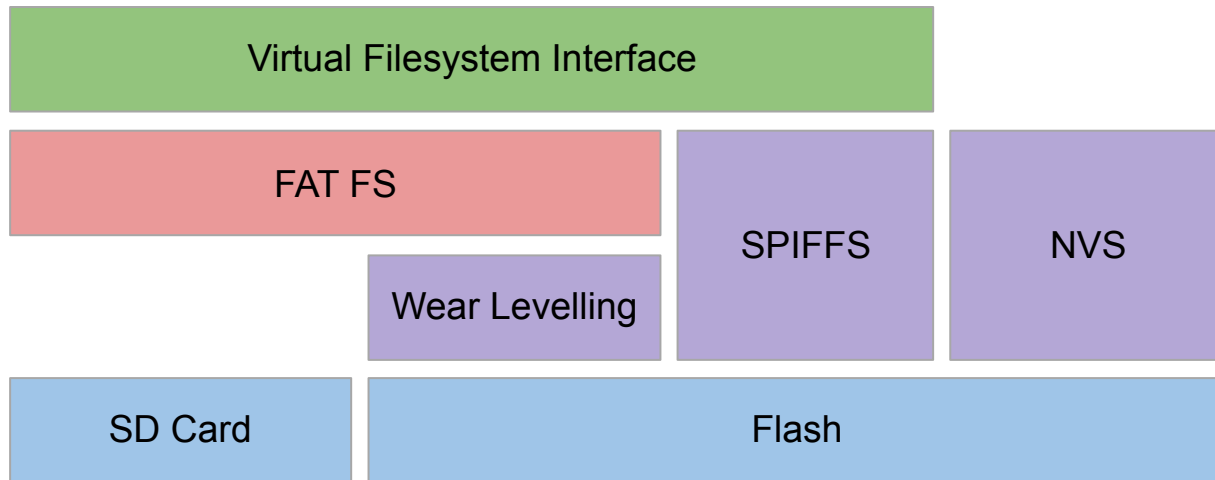 Virtual Filesystem Interface
FAT FS
SPIFFS
NVS
Wear Levelling
SD Card
Flash